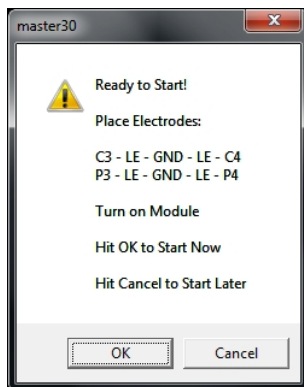 master30
Ready to Start!
Place Electrodes:
C3 - LE - GND - LE - C4
P3 - LE - GND - LE - P4
Turn on Module
Hit OK to Start Now
Hit Cancel to Start Later
OK
Cancel